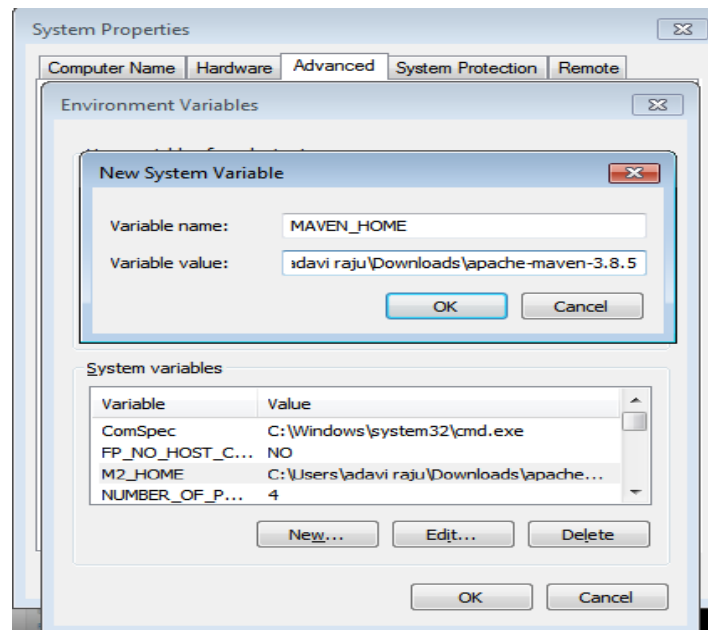 System Properties
Computer Name Hardware Advanced System Protection Remote
Environment Variables
New System Variable
Variable name: MAVEN_HOME
Variable value: adavi raju\Downloads\apache-maven-3.8.5
OK Cancel
System variables
Variable Value
ComSpec C:\Windows\system32\cmd.exe
FP_NO_HOST_C... NO
M2_HOME C:\Users\adavi raju\Downloads\apache...
NUMBER_OF_P... 4
New... Edit... Delete
OK Cancel